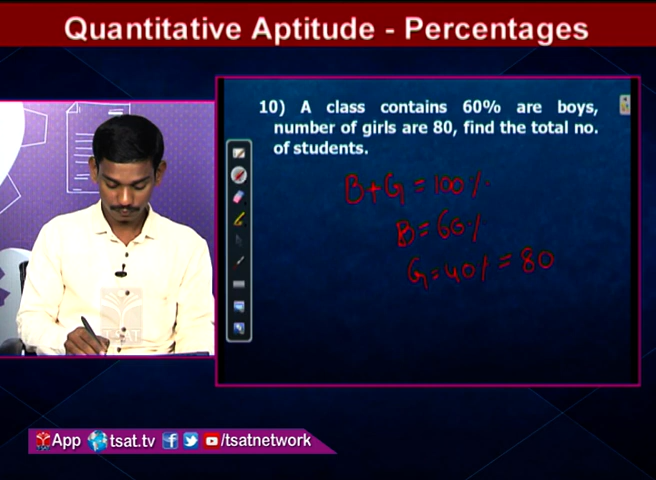 Quantitative Aptitude - Percentages
10) A class contains 60% are boys,
number of girls are 80, find the total no.
of students.
B+G = 100%
B = 60%
G = 40% = 80
TSAT
App tsat.tv /tsatnetwork